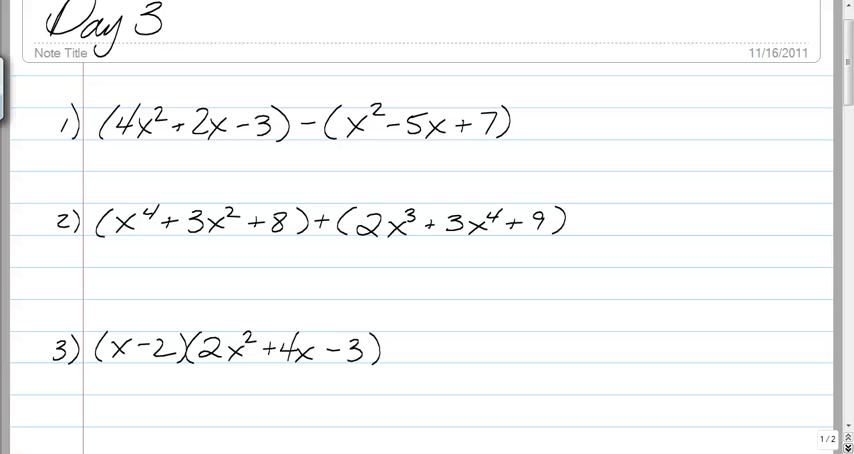 Day 3
Note Title
11/16/2011
1) (4x²+2x-3)-(x²-5x+7)
2) (x⁴+3x²+8)+(2x³+3x⁴+9)
3) (x-2)(2x²+4x-3)
1 / 2